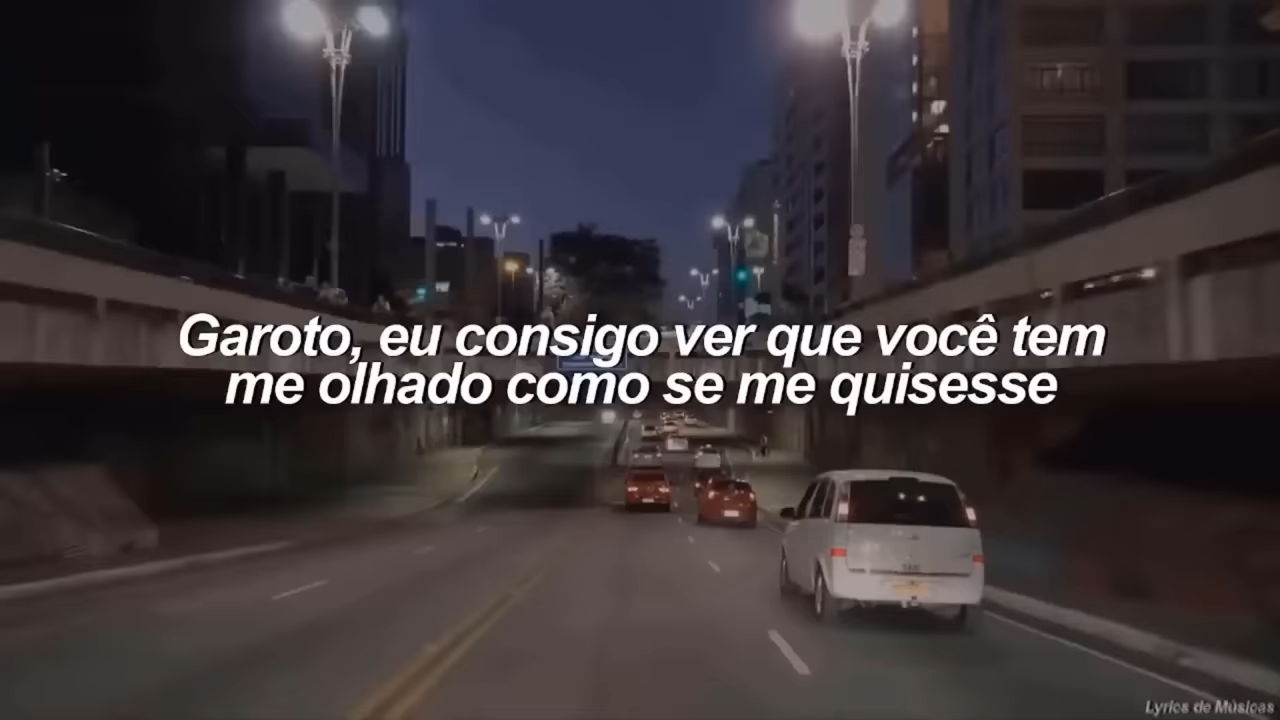 Garoto, eu consigo ver que você tem
me olhado como se me quisesse
Lyrics de Músicas